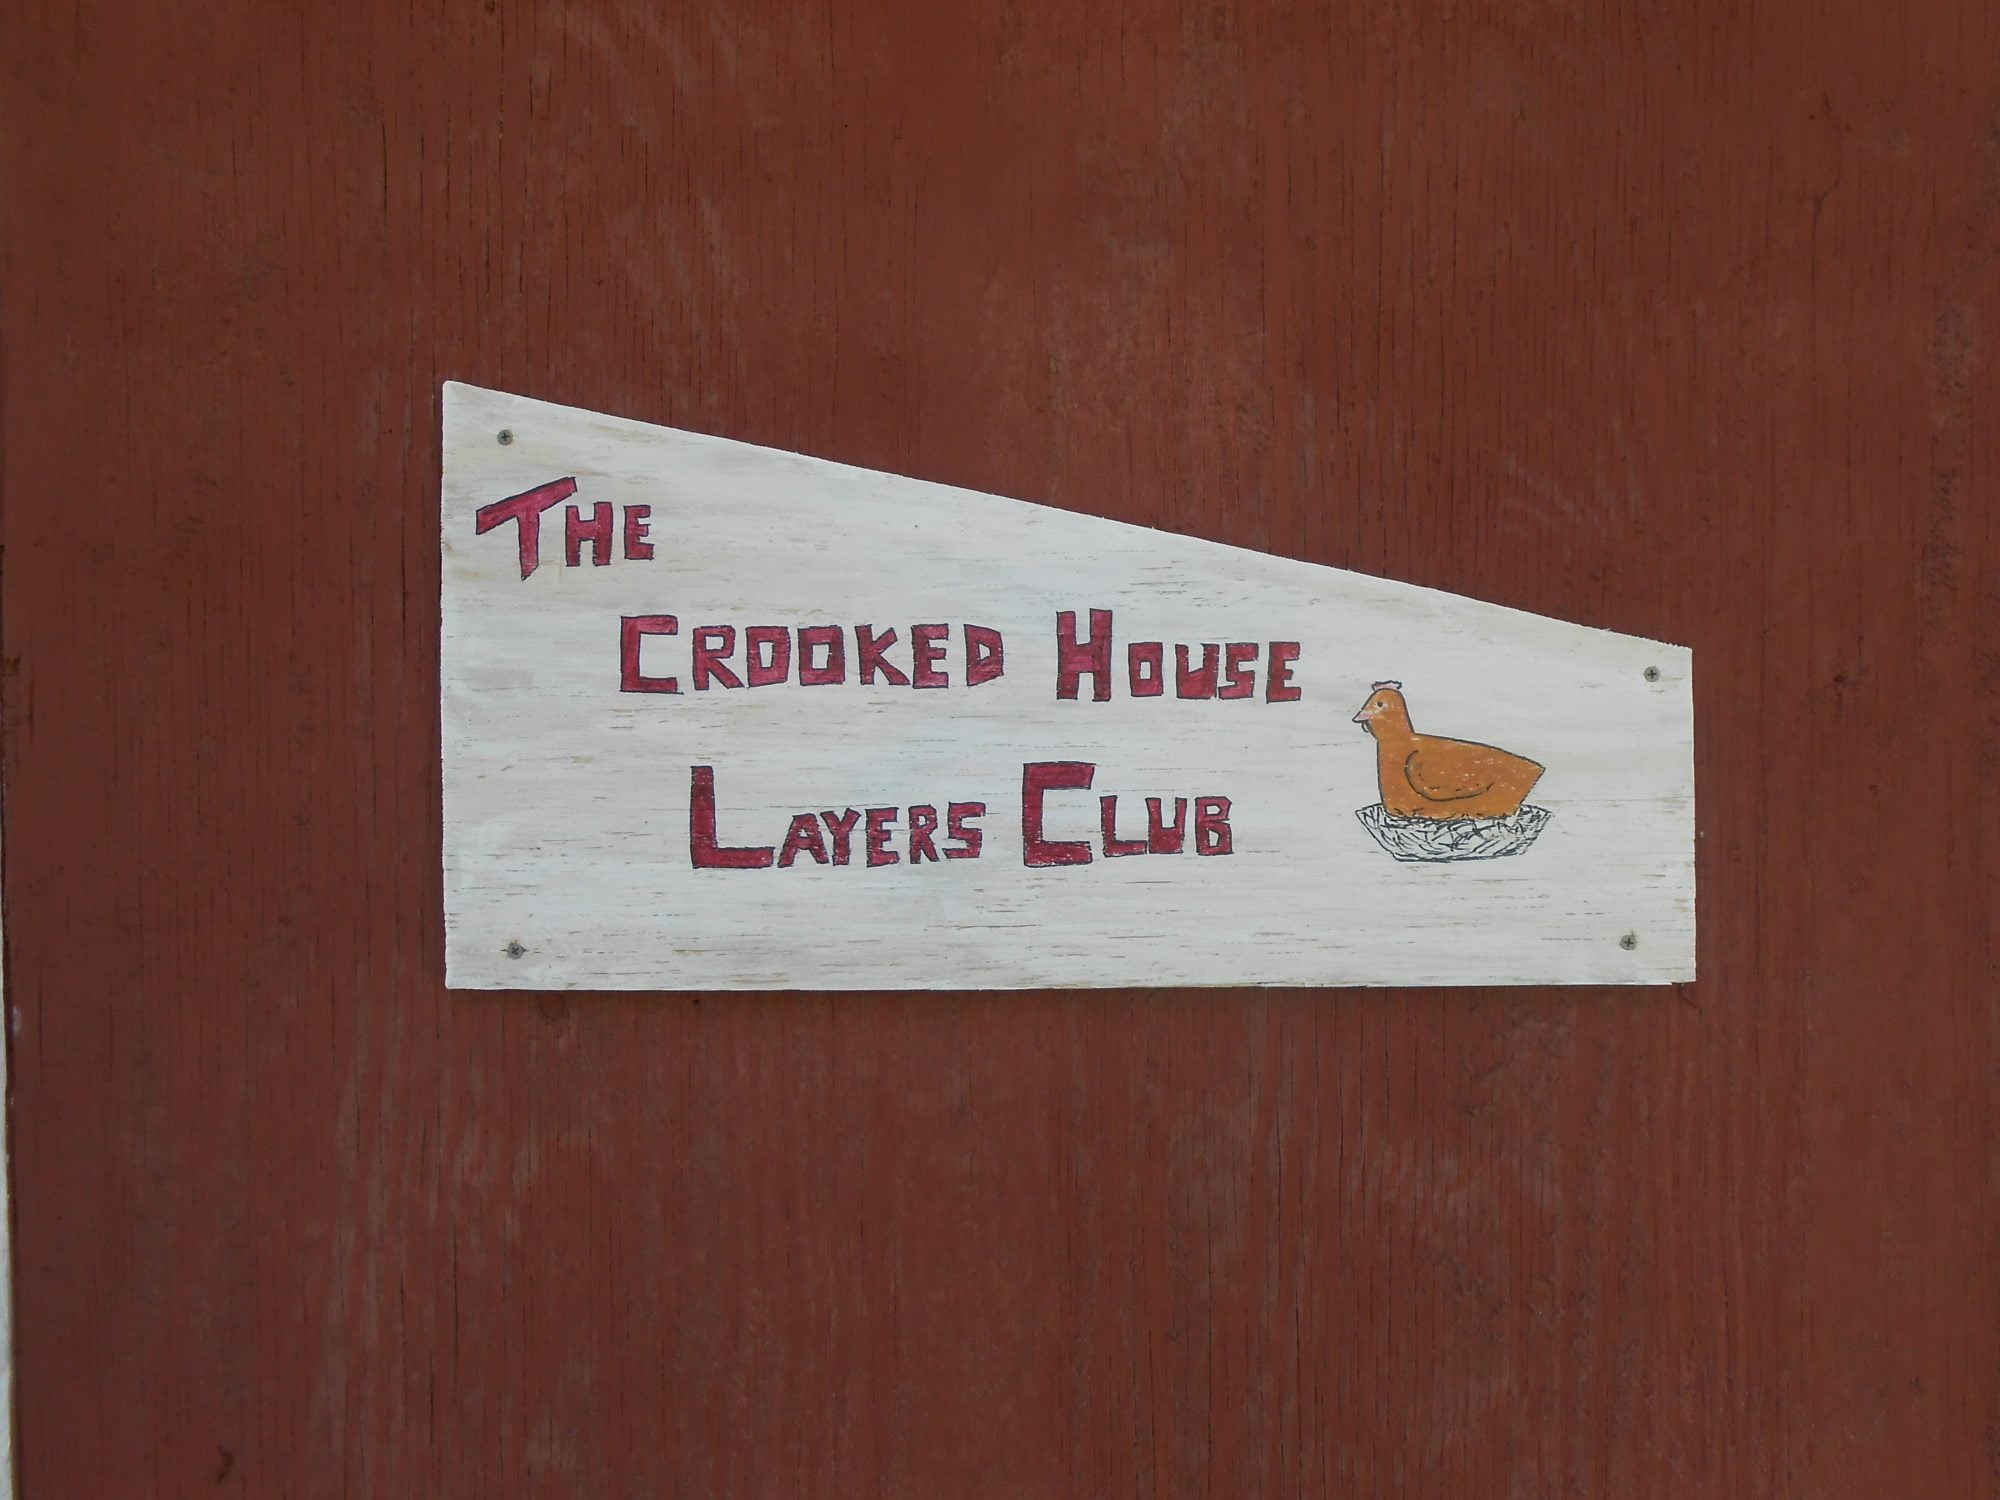 THE
CROOKED HOUSE
LAYERS CLUB